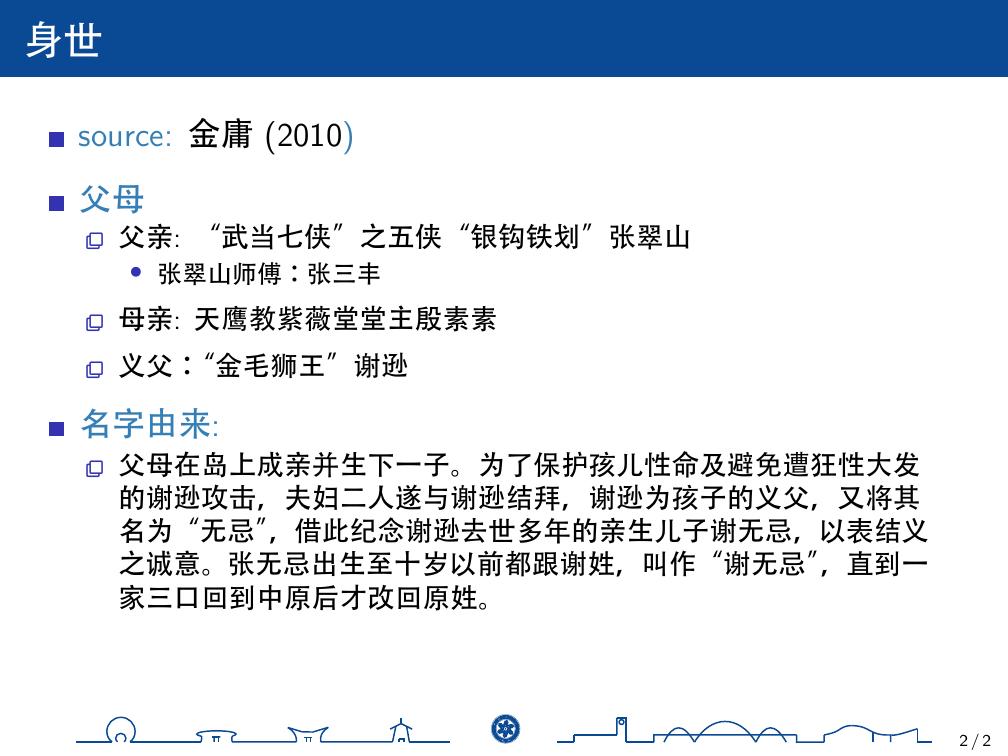 身世
source: 金庸 (2010)
父母
父亲: “武当七侠”之五侠“银钩铁划”张翠山
张翠山师傅：张三丰
母亲: 天鹰教紫薇堂堂主殷素素
义父：“金毛狮王”谢逊
名字由来:
父母在岛上成亲并生下一子。为了保护孩儿性命及避免遭狂性大发
的谢逊攻击，夫妇二人遂与谢逊结拜，谢逊为孩子的义父，又将其
名为“无忌”，借此纪念谢逊去世多年的亲生儿子谢无忌，以表结义
之诚意。张无忌出生至十岁以前都跟谢姓，叫作“谢无忌”，直到一
家三口回到中原后才改回原姓。
2 / 2